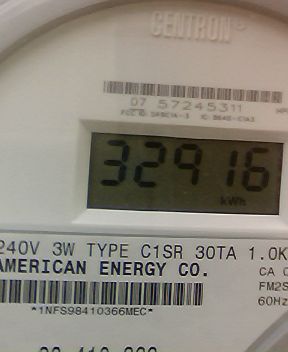 CENTRON
07 57245311
32916
kWh
240V 3W TYPE C1SR 30TA 1.0K
AMERICAN ENERGY CO.
CA
FM2S
60Hz
*1NFS98410366MEC*